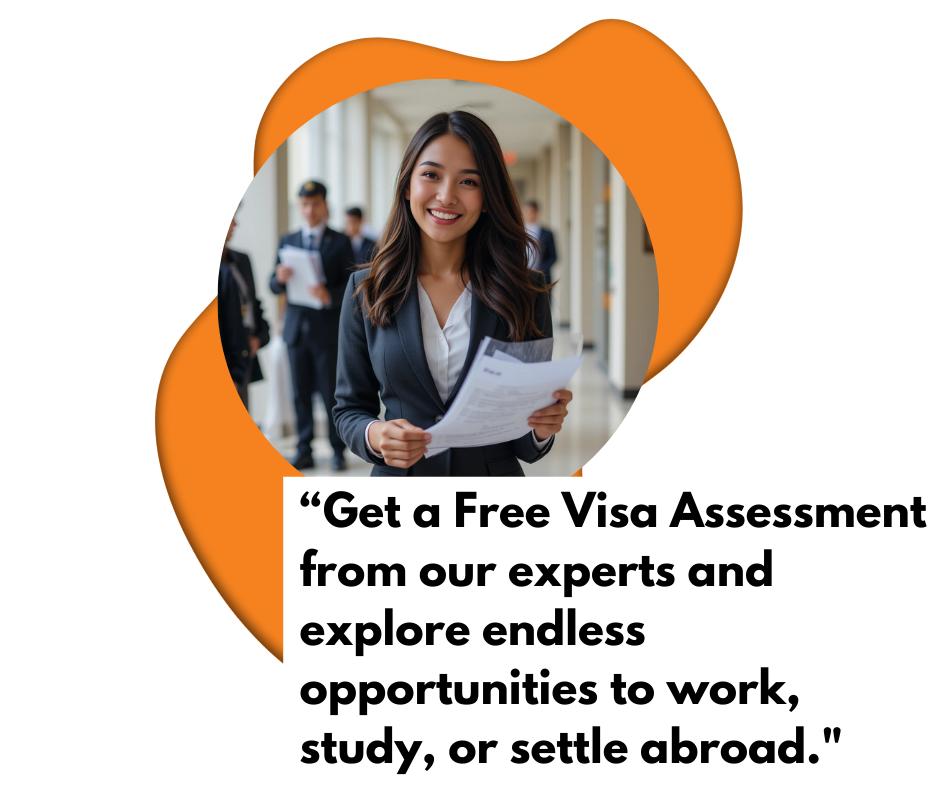 “Get a Free Visa Assessment
from our experts and
explore endless
opportunities to work,
study, or settle abroad."